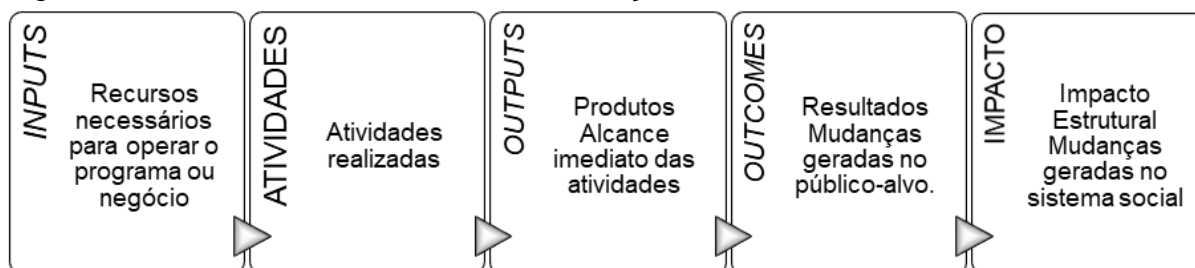 INPUTS
Recursos
necessários
para operar o
programa ou
negócio
ATIVIDADES
Atividades
realizadas
OUTPUTS
Produtos
Alcance
imediato das
atividades
OUTCOMES
Resultados
Mudanças
geradas no
público-alvo.
IMPACTO
Impacto
Estrutural
Mudanças
geradas no
sistema social